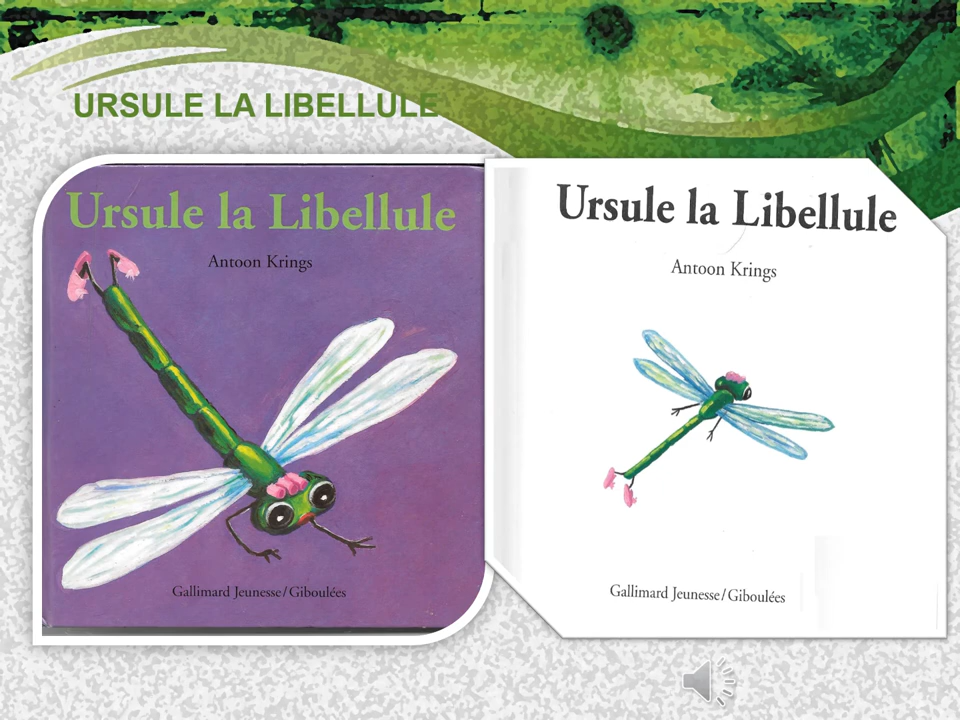 URSULE LA LIBELLULE
Ursule la Libellule
Antoon Krings
Gallimard Jeunesse/Giboulées
Ursule la Libellule
Antoon Krings
Gallimard Jeunesse/Giboulées